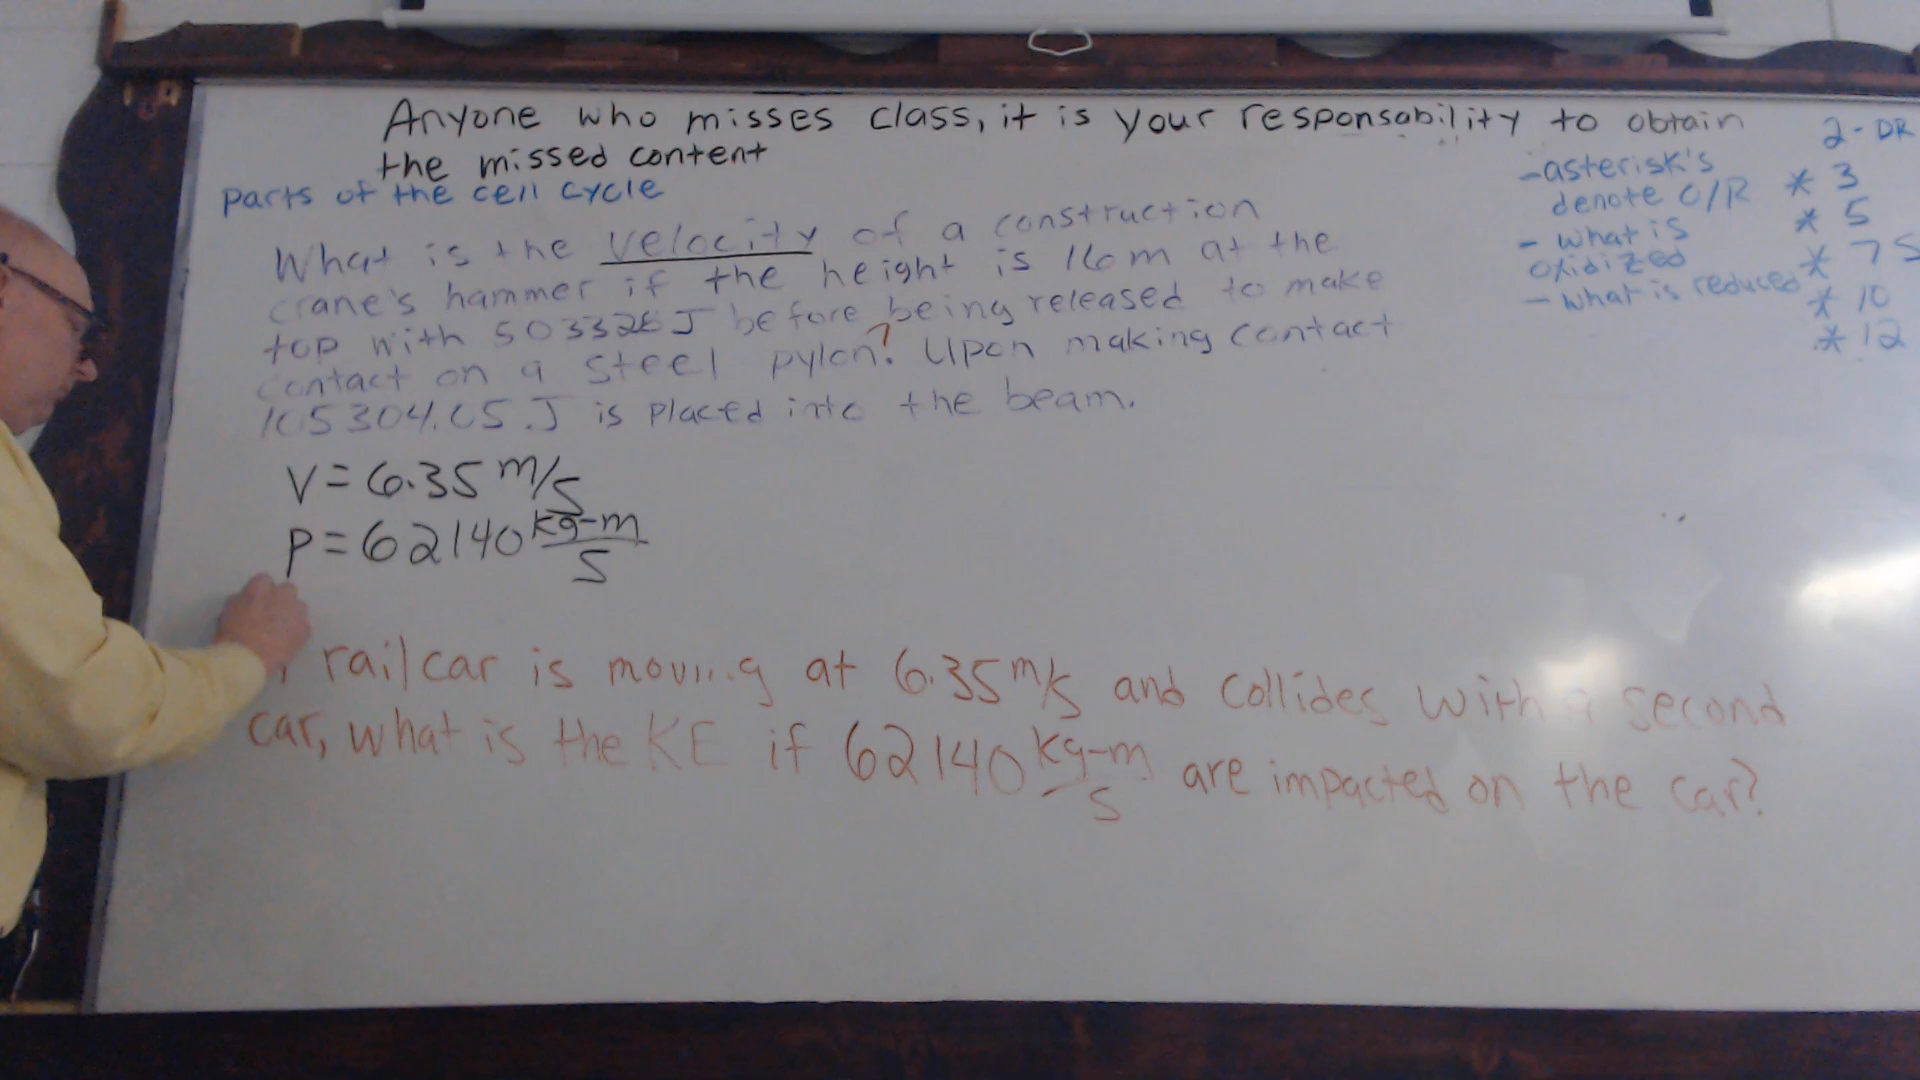 Anyone who misses class, it is your responsability to obtain
the missed content
parts of the cell cycle
What is the velocity of a construction
crane's hammer if the height is 16m at the
top with J before being released to make
contact on a steel pylon? Upon making contact
J is placed into the beam.
V=6.35 m/s
P=62140 kg-m
s
railcar is moving at 6.35 m/s and collides with a second
car, what is the KE if 62140 kg-m are impacted on the car?
s
2-DR
-asterisk's
denote O/R
- what is
oxidized
- what is reduced
* 3
* 5
* 7 S
* 10
* 12